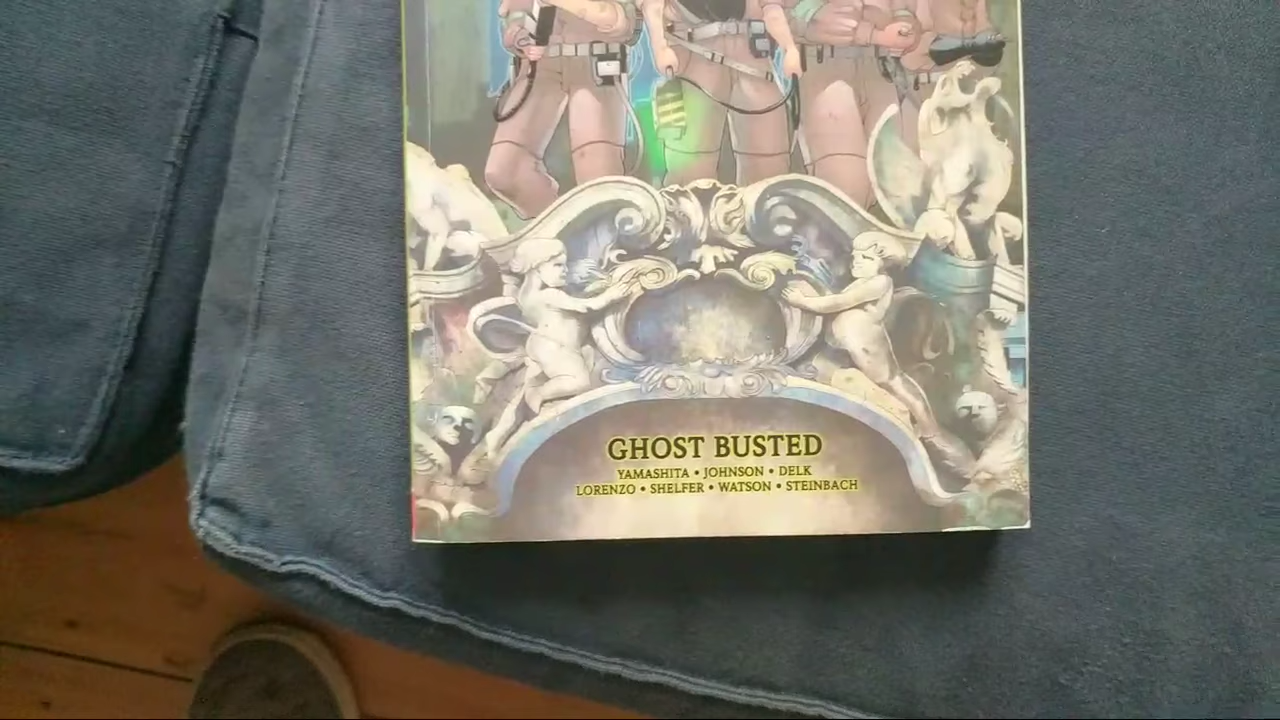 GHOST BUSTED
YAMASHITA • JOHNSON • DELK
LORENZO • SHELFER • WATSON • STEINBACH